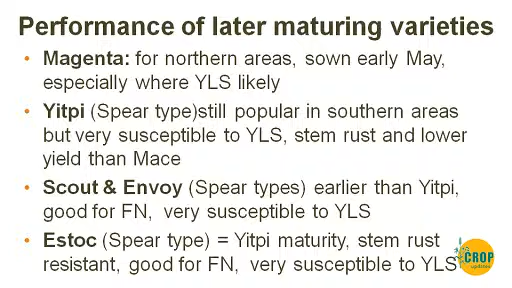 Performance of later maturing varieties
• Magenta: for northern areas, sown early May,
especially where YLS likely
• Yitpi (Spear type)still popular in southern areas
but very susceptible to YLS, stem rust and lower
yield than Mace
• Scout & Envoy (Spear types) earlier than Yitpi,
good for FN, very susceptible to YLS
• Estoc (Spear type) = Yitpi maturity, stem rust
resistant, good for FN, very susceptible to YLS
CROP
updates